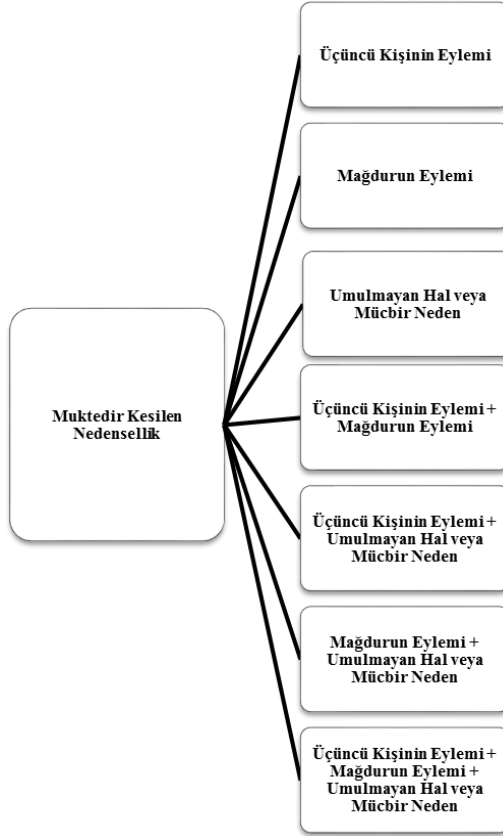 Muktedir Kesilen
Nedensellik
Üçüncü Kişinin Eylemi
Mağdurun Eylemi
Umulmayan Hal veya
Mücbir Neden
Üçüncü Kişinin Eylemi +
Mağdurun Eylemi
Üçüncü Kişinin Eylemi +
Umulmayan Hal veya
Mücbir Neden
Mağdurun Eylemi +
Umulmayan Hal veya
Mücbir Neden
Üçüncü Kişinin Eylemi +
Mağdurun Eylemi +
Umulmayan Hal veya
Mücbir Neden